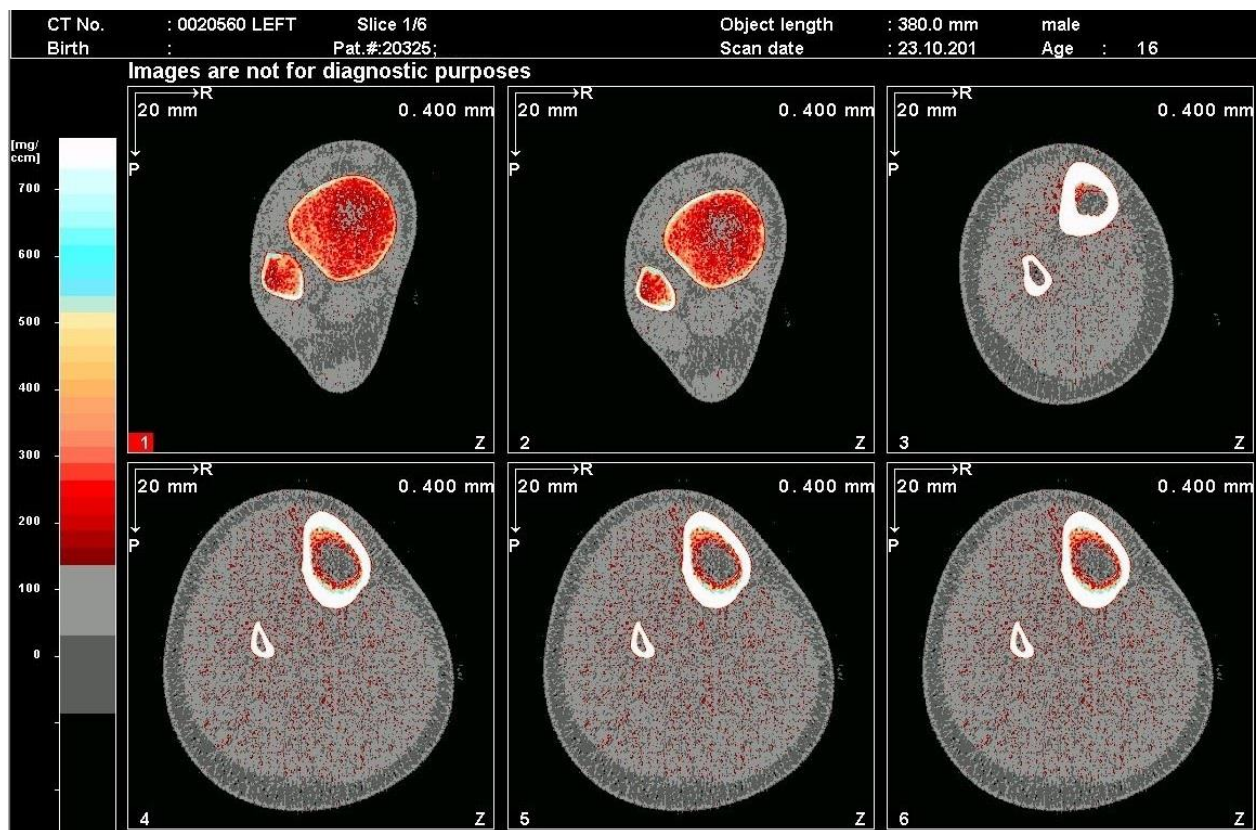 CT No. : 0020560 LEFT Slice 1/6 Object length : 380.0 mm male
Birth : Pat.#:20325; Scan date : 23.10.201 Age : 16
Images are not for diagnostic purposes
R R R
20 mm 0.400 mm 20 mm 0.400 mm 20 mm 0.400 mm
[mg/
ccm]
P P P
700
600
500
400
300
200
100
0
1 Z 2 Z 3 Z
R R R
20 mm 0.400 mm 20 mm 0.400 mm 20 mm 0.400 mm
P P P
4 Z 5 Z 6 Z